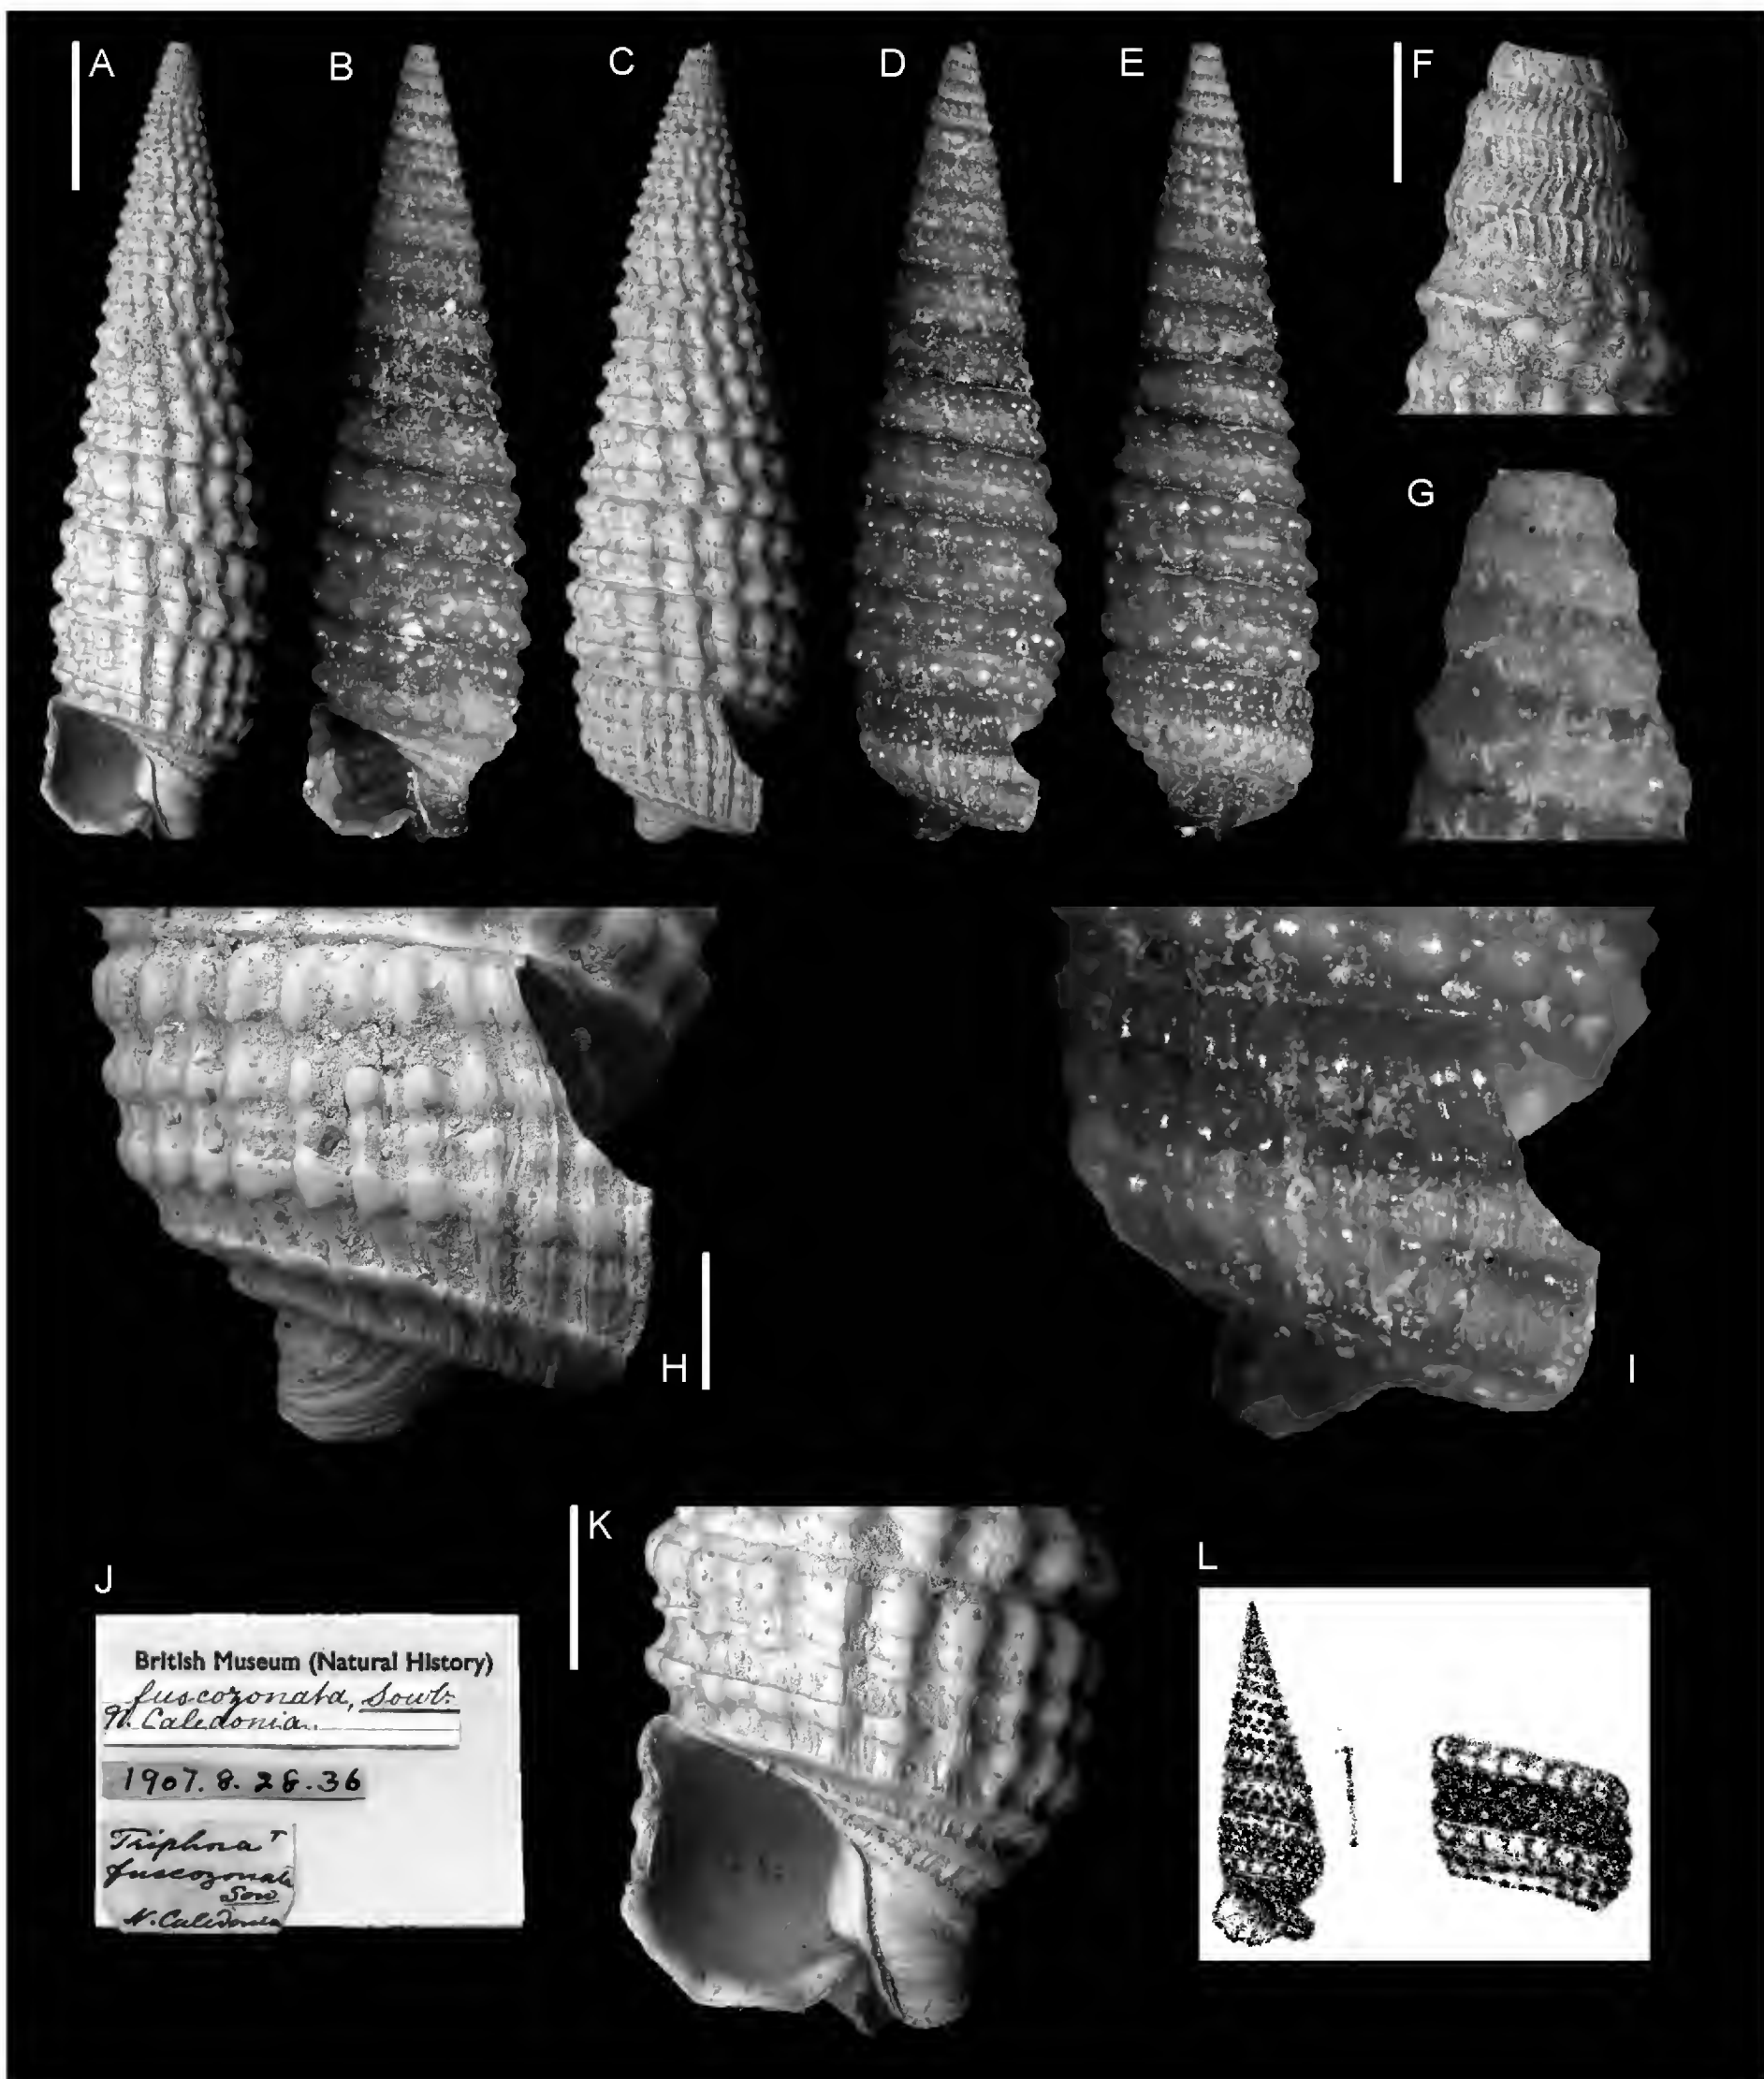 A
B
C
D
E
F
G
H
I
J
British Museum (Natural History)
fuscozonata, Sowb.
N. Caledonia.
1907.8.28.36
Triphora T
fuscozonata
Sow
N. Caledonia
K
L